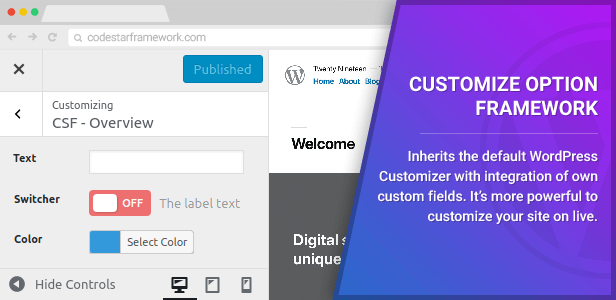 codestarframework.com
Published
Customizing
CSF - Overview
Text
Switcher
OFF
The label text
Color
Select Color
Hide Controls
Twenty Nineteen —
Home About Blog
Welcome
Digital
unique
CUSTOMIZE OPTION
FRAMEWORK
Inherits the default WordPress
Customizer with integration of own
custom fields. It's more powerful to
customize your site on live.